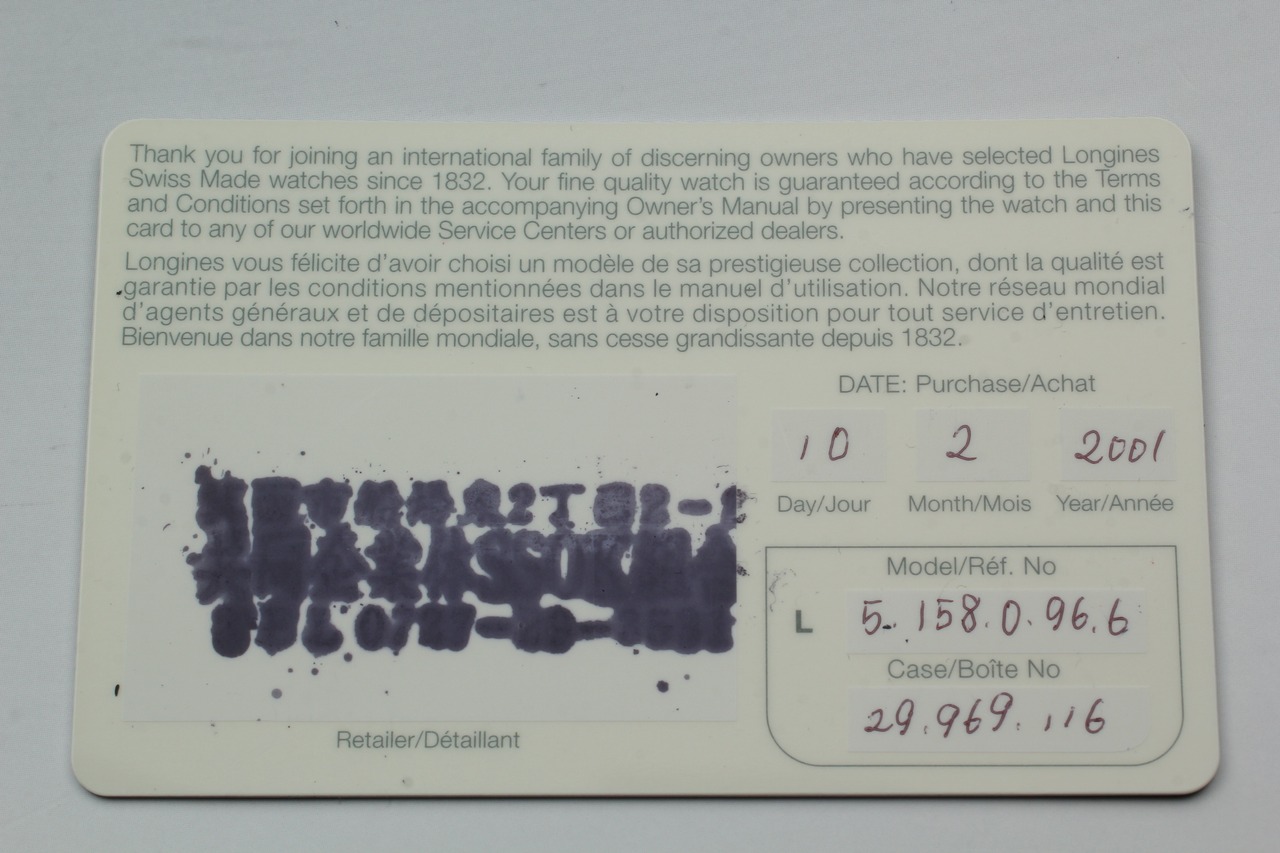 Thank you for joining an international family of discerning owners who have selected Longines
Swiss Made watches since 1832. Your fine quality watch is guaranteed according to the Terms
and Conditions set forth in the accompanying Owner's Manual by presenting the watch and this
card to any of our worldwide Service Centers or authorized dealers.
Longines vous félicite d'avoir choisi un modèle de sa prestigieuse collection, dont la qualité est
garantie par les conditions mentionnées dans le manuel d'utilisation. Notre réseau mondial
d'agents généraux et de dépositaires est à votre disposition pour tout service d'entretien.
Bienvenue dans notre famille mondiale, sans cesse grandissante depuis 1832.
DATE: Purchase/Achat
10 2 2001
Day/Jour Month/Mois Year/Année
Model/Réf. No
L 5. 158.0.96.6
Case/Boîte No
29.969.116
Retailer/Détaillant